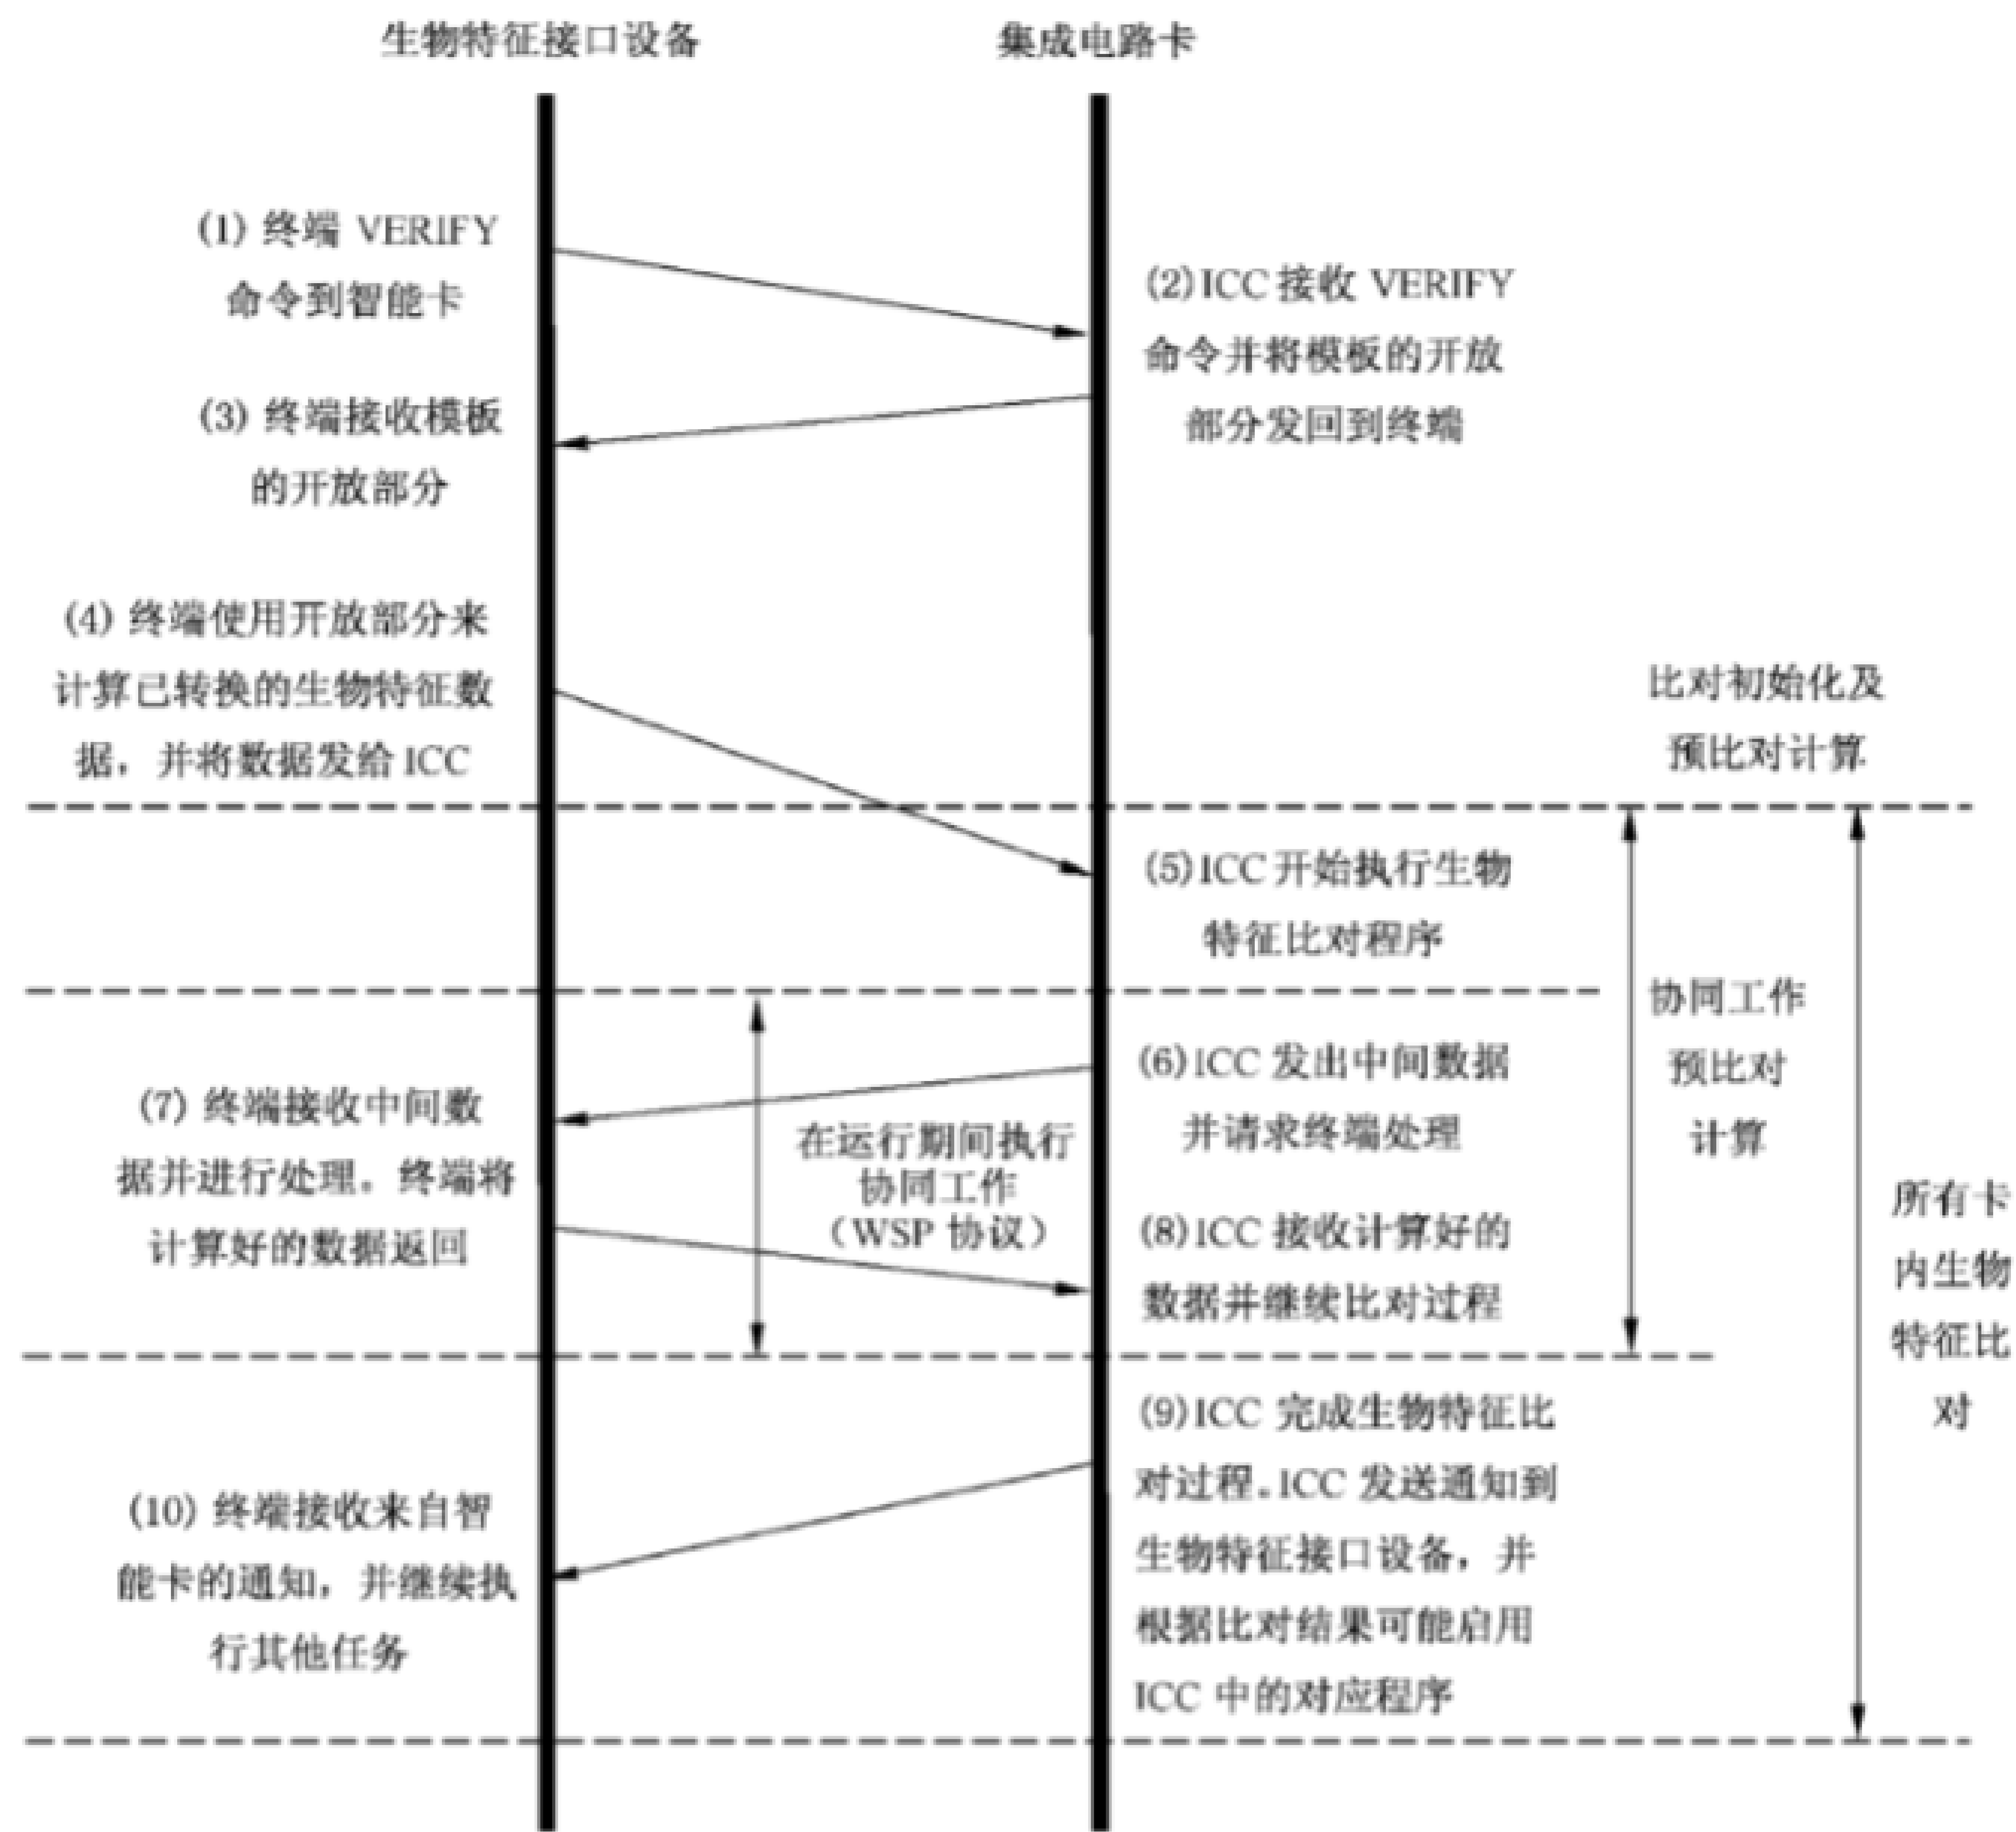 生物特征接口设备
集成电路卡
(1) 终端 VERIFY
命令到智能卡
(2)ICC 接收 VERIFY
命令并将模板的开放
部分发回到终端
(3) 终端接收模板
的开放部分
(4) 终端使用开放部分来
计算已转换的生物特征数
据，并将数据发给 ICC
比对初始化及
预比对计算
(5)ICC 开始执行生物
特征比对程序
协同工作
预比对
计算
(6)ICC 发出中间数据
并请求终端处理
(7) 终端接收中间数
据并进行处理。终端将
计算好的数据返回
在运行期间执行
协同工作
（WSP 协议）
(8)ICC 接收计算好的
数据并继续比对过程
所有卡
内生物
特征比
对
(9)ICC 完成生物特征比
对过程。ICC 发送通知到
生物特征接口设备，并
根据比对结果可能启用
ICC 中的对应程序
(10) 终端接收来自智
能卡的通知，并继续执
行其他任务